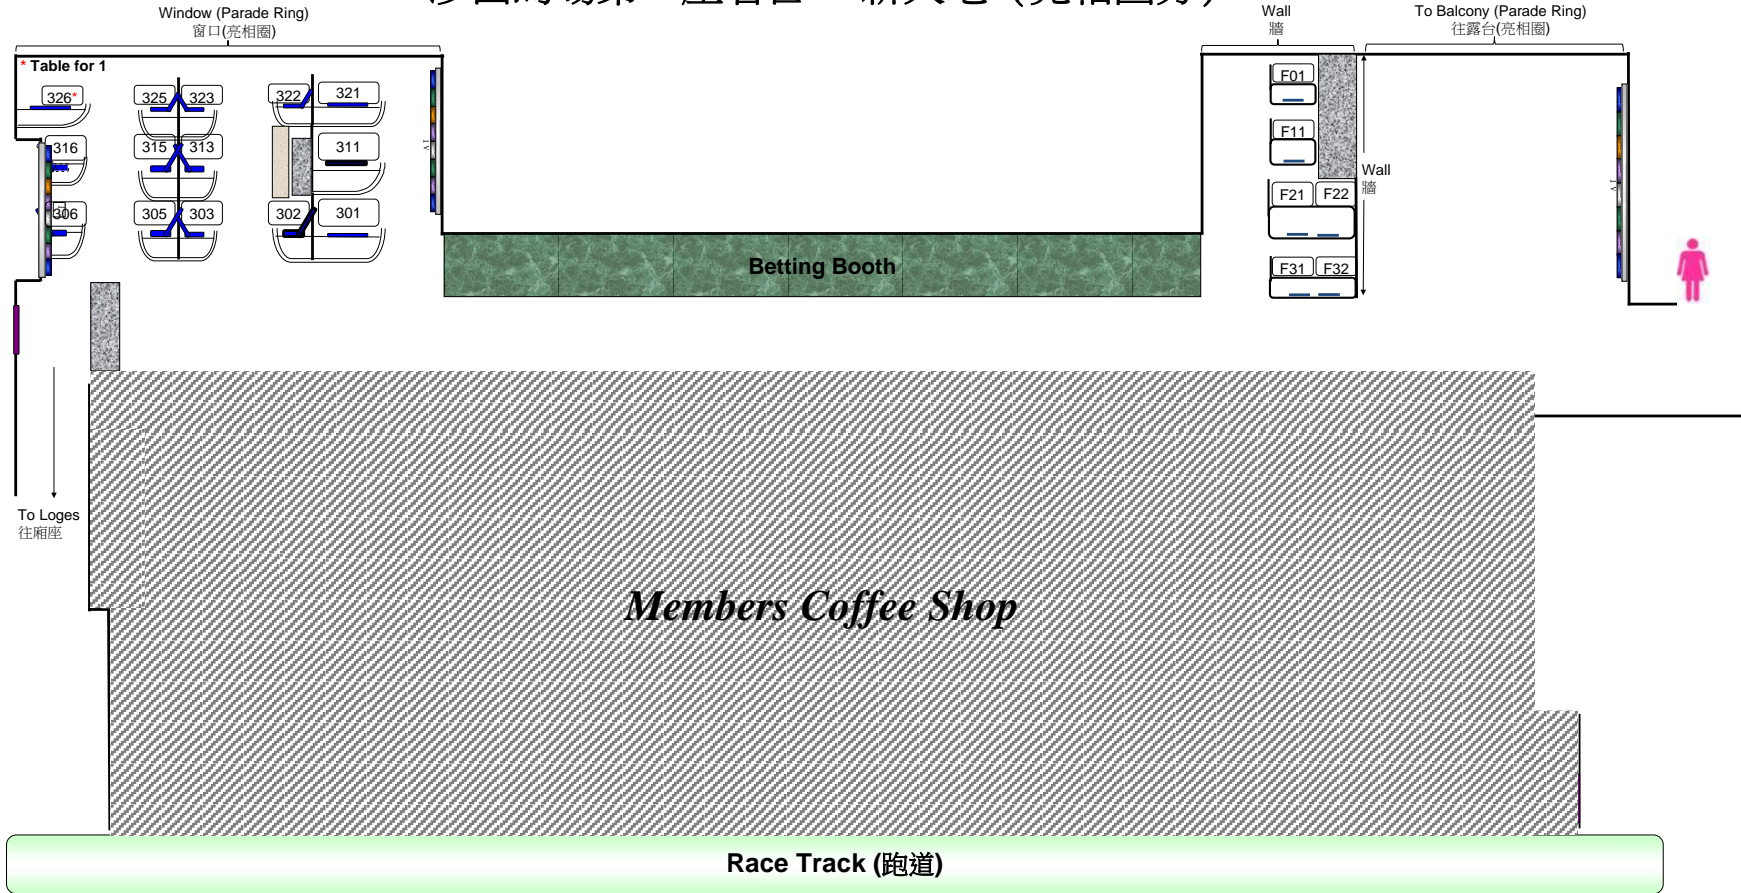 Window (Parade Ring)
窗口(亮相圈)
Wall
牆
To Balcony (Parade Ring)
往露台(亮相圈)
* Table for 1
326*
325
323
322
321
F01
316
315
313
311
F11
Wall
牆
306
305
303
302
301
F21
F22
Betting Booth
F31
F32
To Loges
往廂座
Members Coffee Shop
Race Track (跑道)